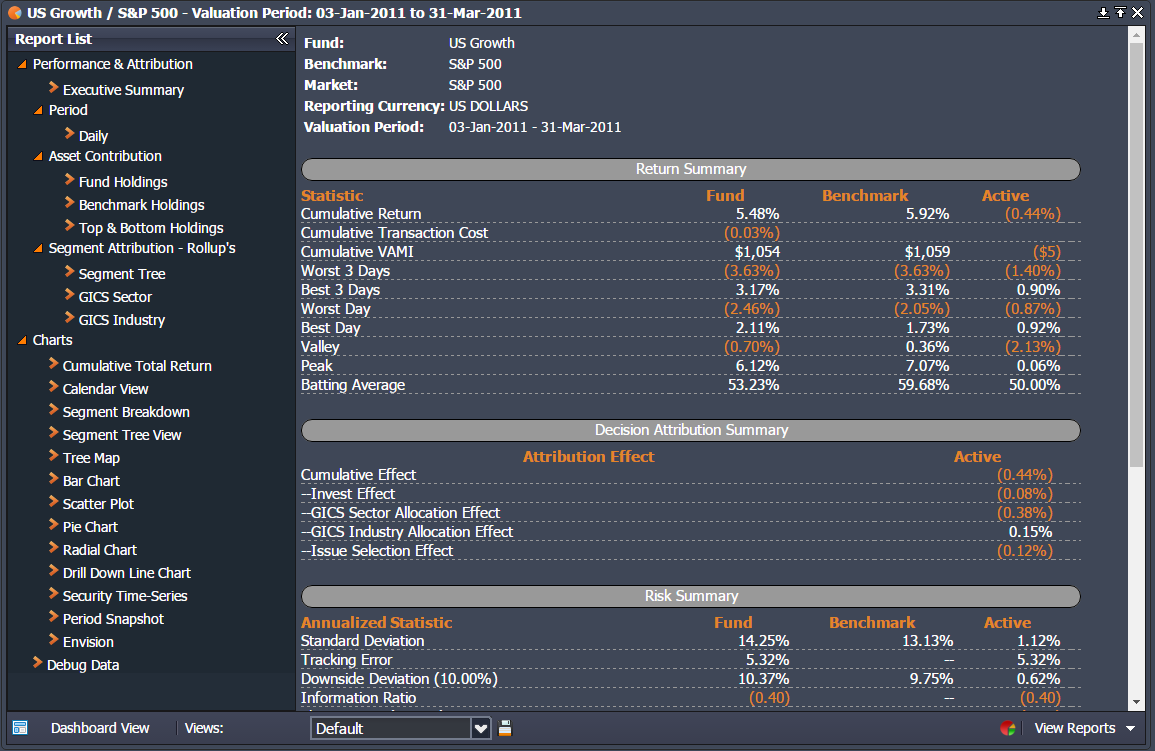 US Growth / S&P 500 - Valuation Period: 03-Jan-2011 to 31-Mar-2011
Report List
Performance & Attribution
Executive Summary
Period
Daily
Asset Contribution
Fund Holdings
Benchmark Holdings
Top & Bottom Holdings
Segment Attribution - Rollup's
Segment Tree
GICS Sector
GICS Industry
Charts
Cumulative Total Return
Calendar View
Segment Breakdown
Segment Tree View
Tree Map
Bar Chart
Scatter Plot
Pie Chart
Radial Chart
Drill Down Line Chart
Security Time-Series
Period Snapshot
Envision
Debug Data
Fund: US Growth
Benchmark: S&P 500
Market: S&P 500
Reporting Currency: US DOLLARS
Valuation Period: 03-Jan-2011 - 31-Mar-2011
Return Summary
Statistic Fund Benchmark Active
Cumulative Return 5.48% 5.92% (0.44%)
Cumulative Transaction Cost (0.03%)
Cumulative VAMI $1,054 $1,059 ($5)
Worst 3 Days (3.63%) (3.63%) (1.40%)
Best 3 Days 3.17% 3.31% 0.90%
Worst Day (2.46%) (2.05%) (0.87%)
Best Day 2.11% 1.73% 0.92%
Valley (0.70%) 0.36% (2.13%)
Peak 6.12% 7.07% 0.06%
Batting Average 53.23% 59.68% 50.00%
Decision Attribution Summary
Attribution Effect Active
Cumulative Effect (0.44%)
--Invest Effect (0.08%)
--GICS Sector Allocation Effect (0.38%)
--GICS Industry Allocation Effect 0.15%
--Issue Selection Effect (0.12%)
Risk Summary
Annualized Statistic Fund Benchmark Active
Standard Deviation 14.25% 13.13% 1.12%
Tracking Error 5.32% -- 5.32%
Downside Deviation (10.00%) 10.37% 9.75% 0.62%
Information Ratio (0.40) -- (0.40)
Dashboard View Views: Default View Reports